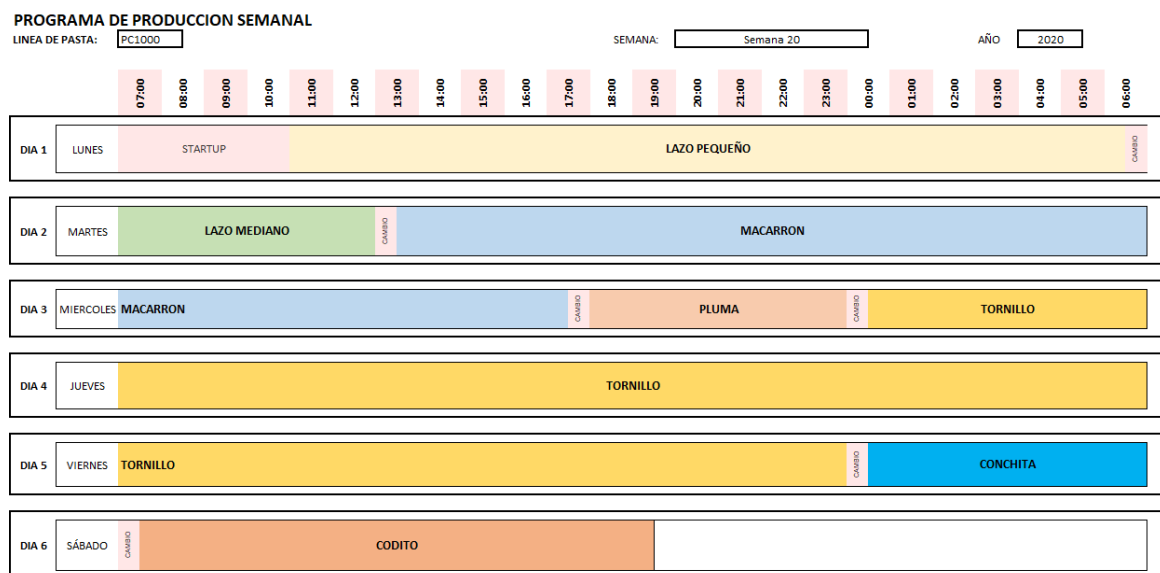 PROGRAMA DE PRODUCCION SEMANAL
LINEA DE PASTA: PC1000 SEMANA: Semana 20 AÑO 2020
07:00 08:00 09:00 10:00 11:00 12:00 13:00 14:00 15:00 16:00 17:00 18:00 19:00 20:00 21:00 22:00 23:00 00:00 01:00 02:00 03:00 04:00 05:00 06:00
DIA 1 LUNES STARTUP LAZO PEQUEÑO CAMBIO
DIA 2 MARTES LAZO MEDIANO CAMBIO MACARRON
DIA 3 MIERCOLES MACARRON CAMBIO PLUMA CAMBIO TORNILLO
DIA 4 JUEVES TORNILLO
DIA 5 VIERNES TORNILLO CAMBIO CONCHITA
DIA 6 SÁBADO CAMBIO CODITO